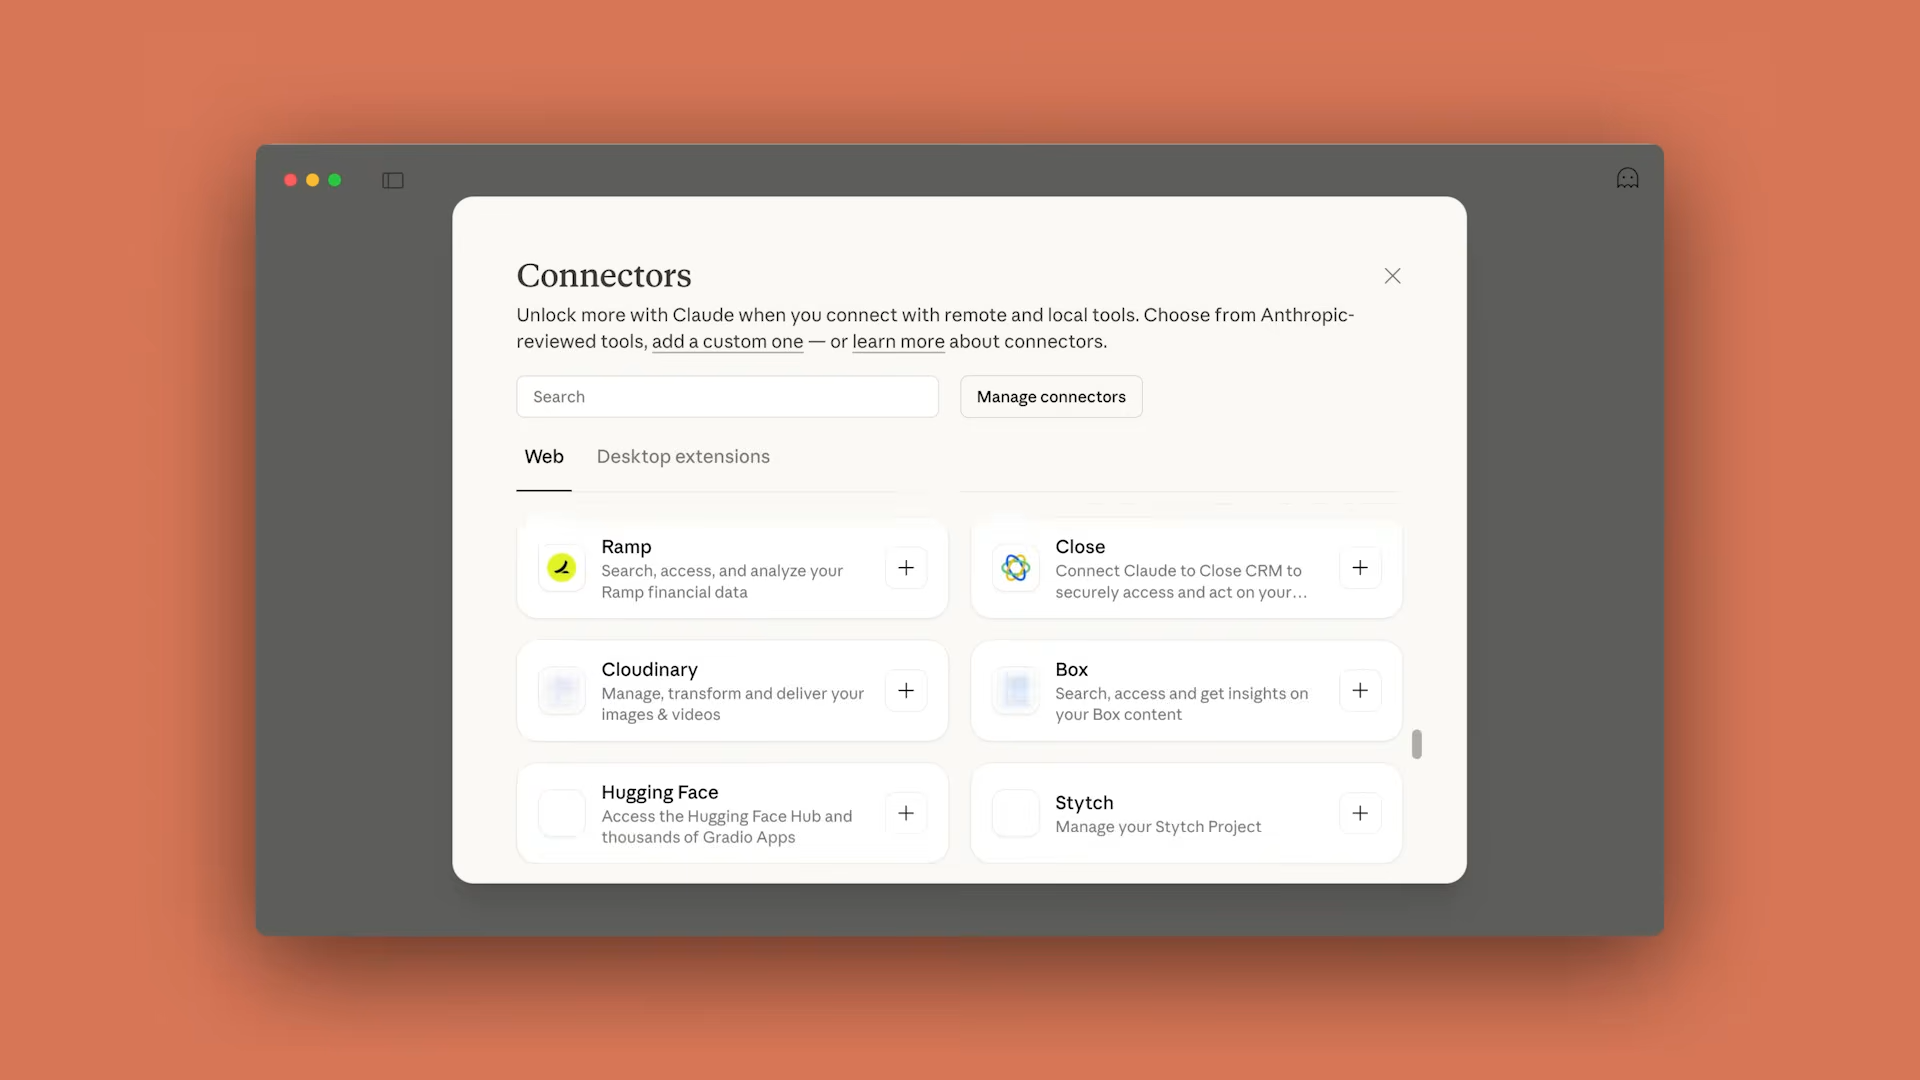 Connectors
Unlock more with Claude when you connect with remote and local tools. Choose from Anthropic-
reviewed tools, add a custom one — or learn more about connectors.
Search
Manage connectors
Web
Desktop extensions
Ramp
Search, access, and analyze your
Ramp financial data
Close
Connect Claude to Close CRM to
securely access and act on your…
Cloudinary
Manage, transform and deliver your
images & videos
Box
Search, access and get insights on
your Box content
Hugging Face
Access the Hugging Face Hub and
thousands of Gradio Apps
Stytch
Manage your Stytch Project